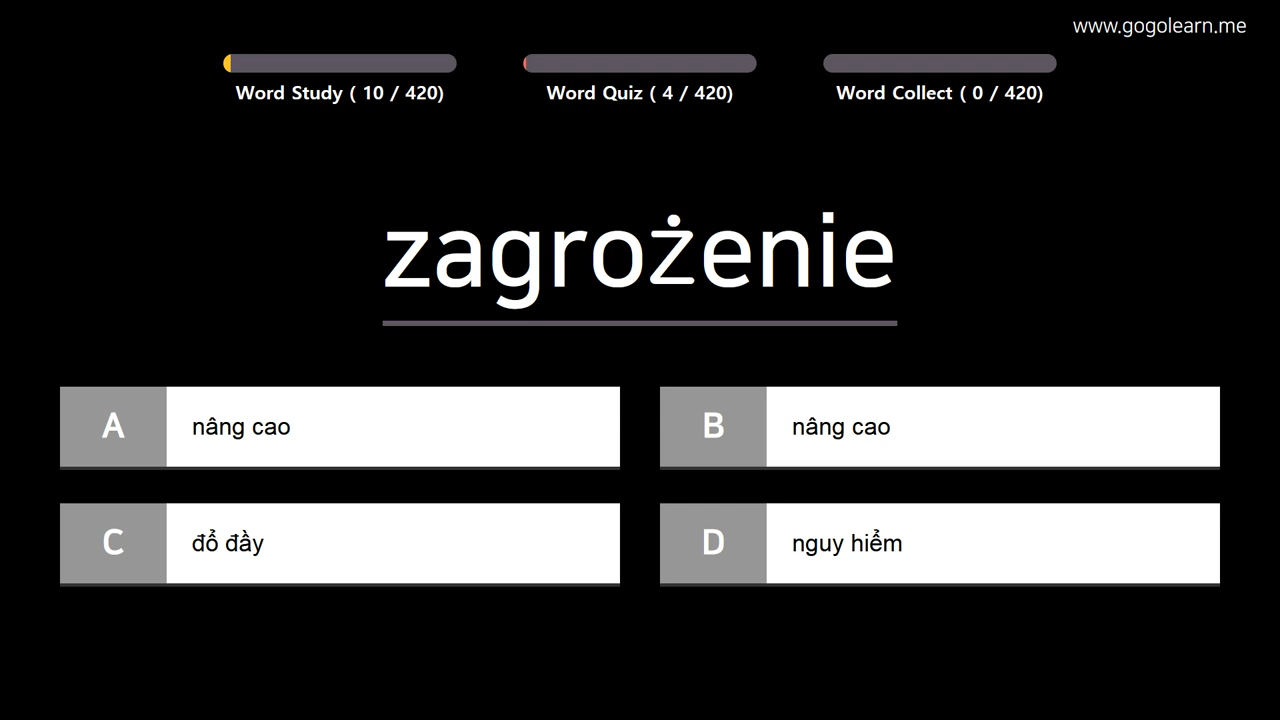 www.gogolearn.me
Word Study ( 10 / 420)
Word Quiz ( 4 / 420)
Word Collect ( 0 / 420)
zagrożenie
A nâng cao
B nâng cao
C đổ đầy
D nguy hiểm